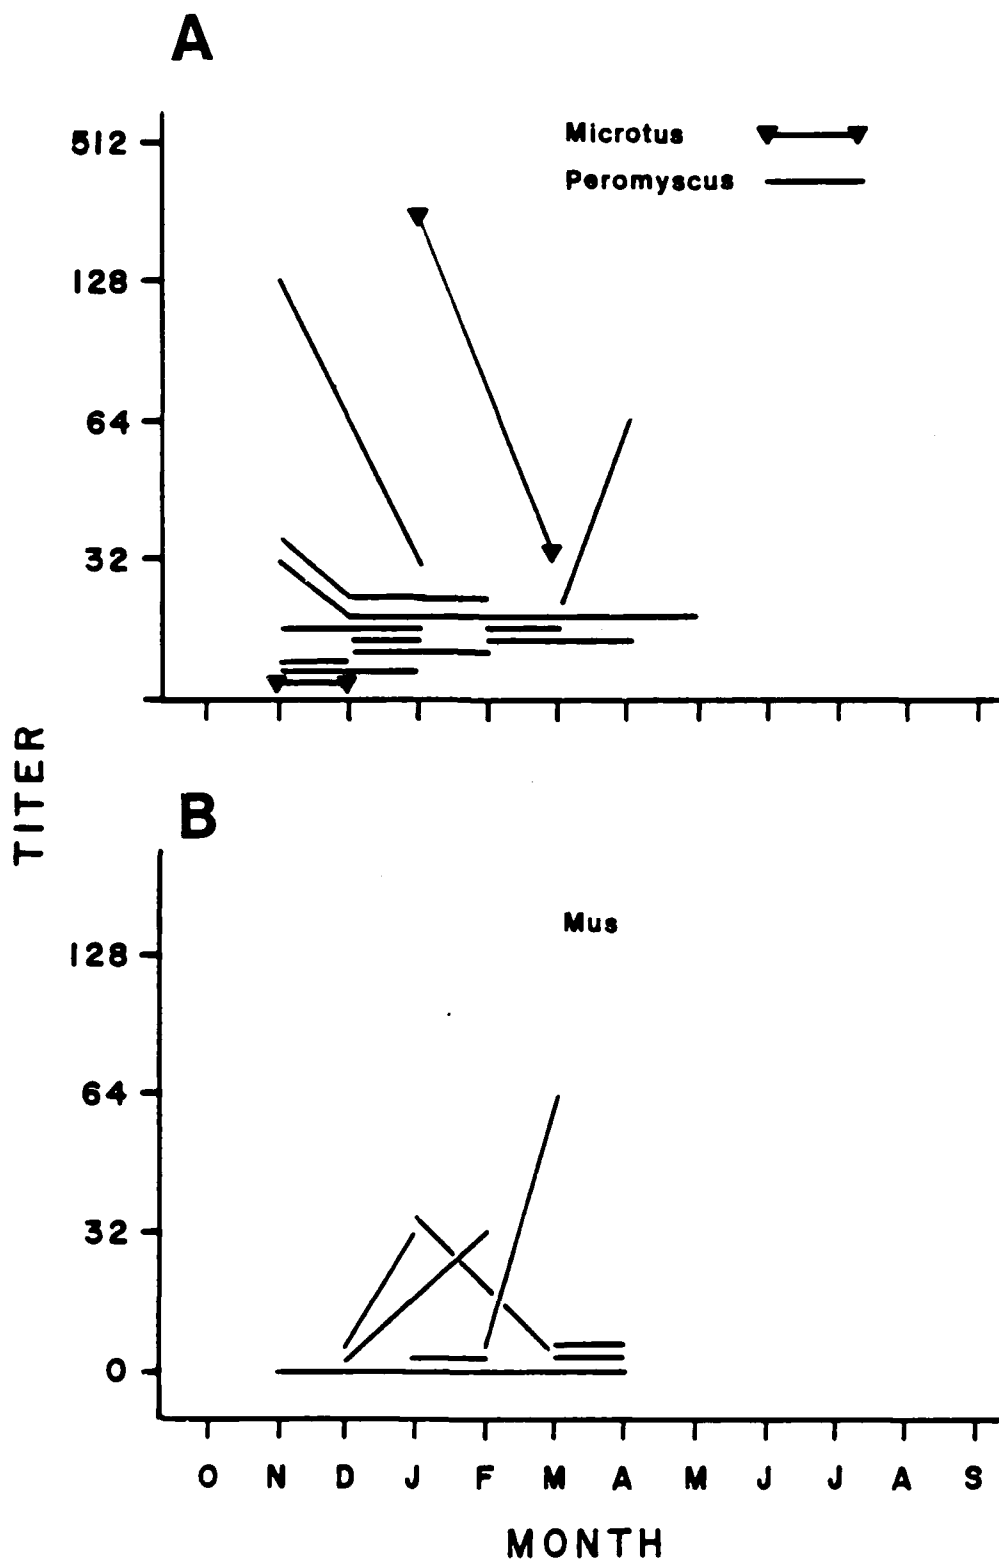 A
512
128
64
32
Microtus
Peromyscus
TITER
B
Mus
128
64
32
0
O N D J F M A M J J A S
MONTH